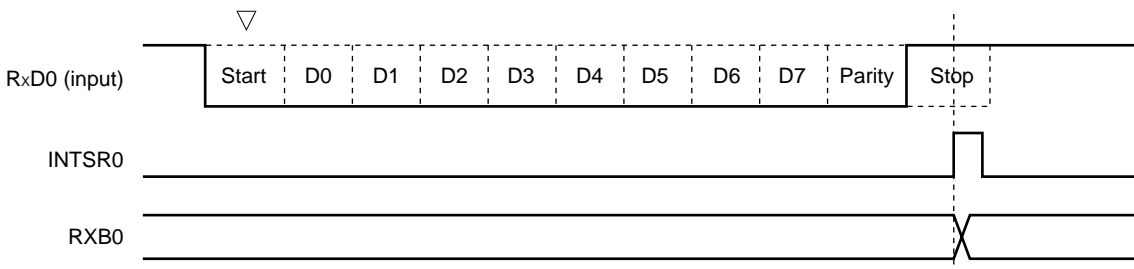 RxD0 (input) Start D0 D1 D2 D3 D4 D5 D6 D7 Parity Stop
INTSR0
RXB0